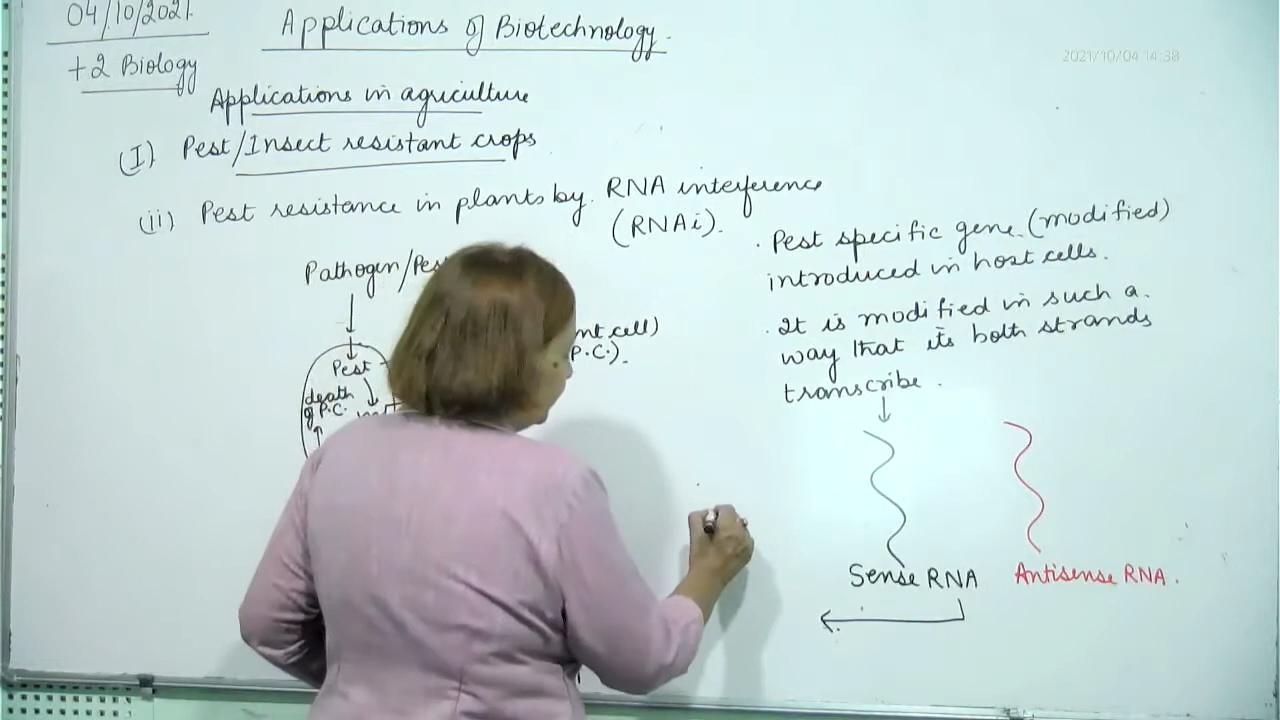 04/10/2021.
+2 Biology
Applications of Biotechnology.
2021/10/04 14:38
Applications in agriculture
(I) Pest/Insect resistant crops
(ii) Pest resistance in plants by RNA interference
(RNAi).
Pathogen/Pes
Pest
death
of P.C.
nt cell)
P.C.).
. Pest specific gene (modified)
introduced in host cells.
. It is modified in such a
way that its both strands
transcribe.
Sense RNA
Antisense RNA.